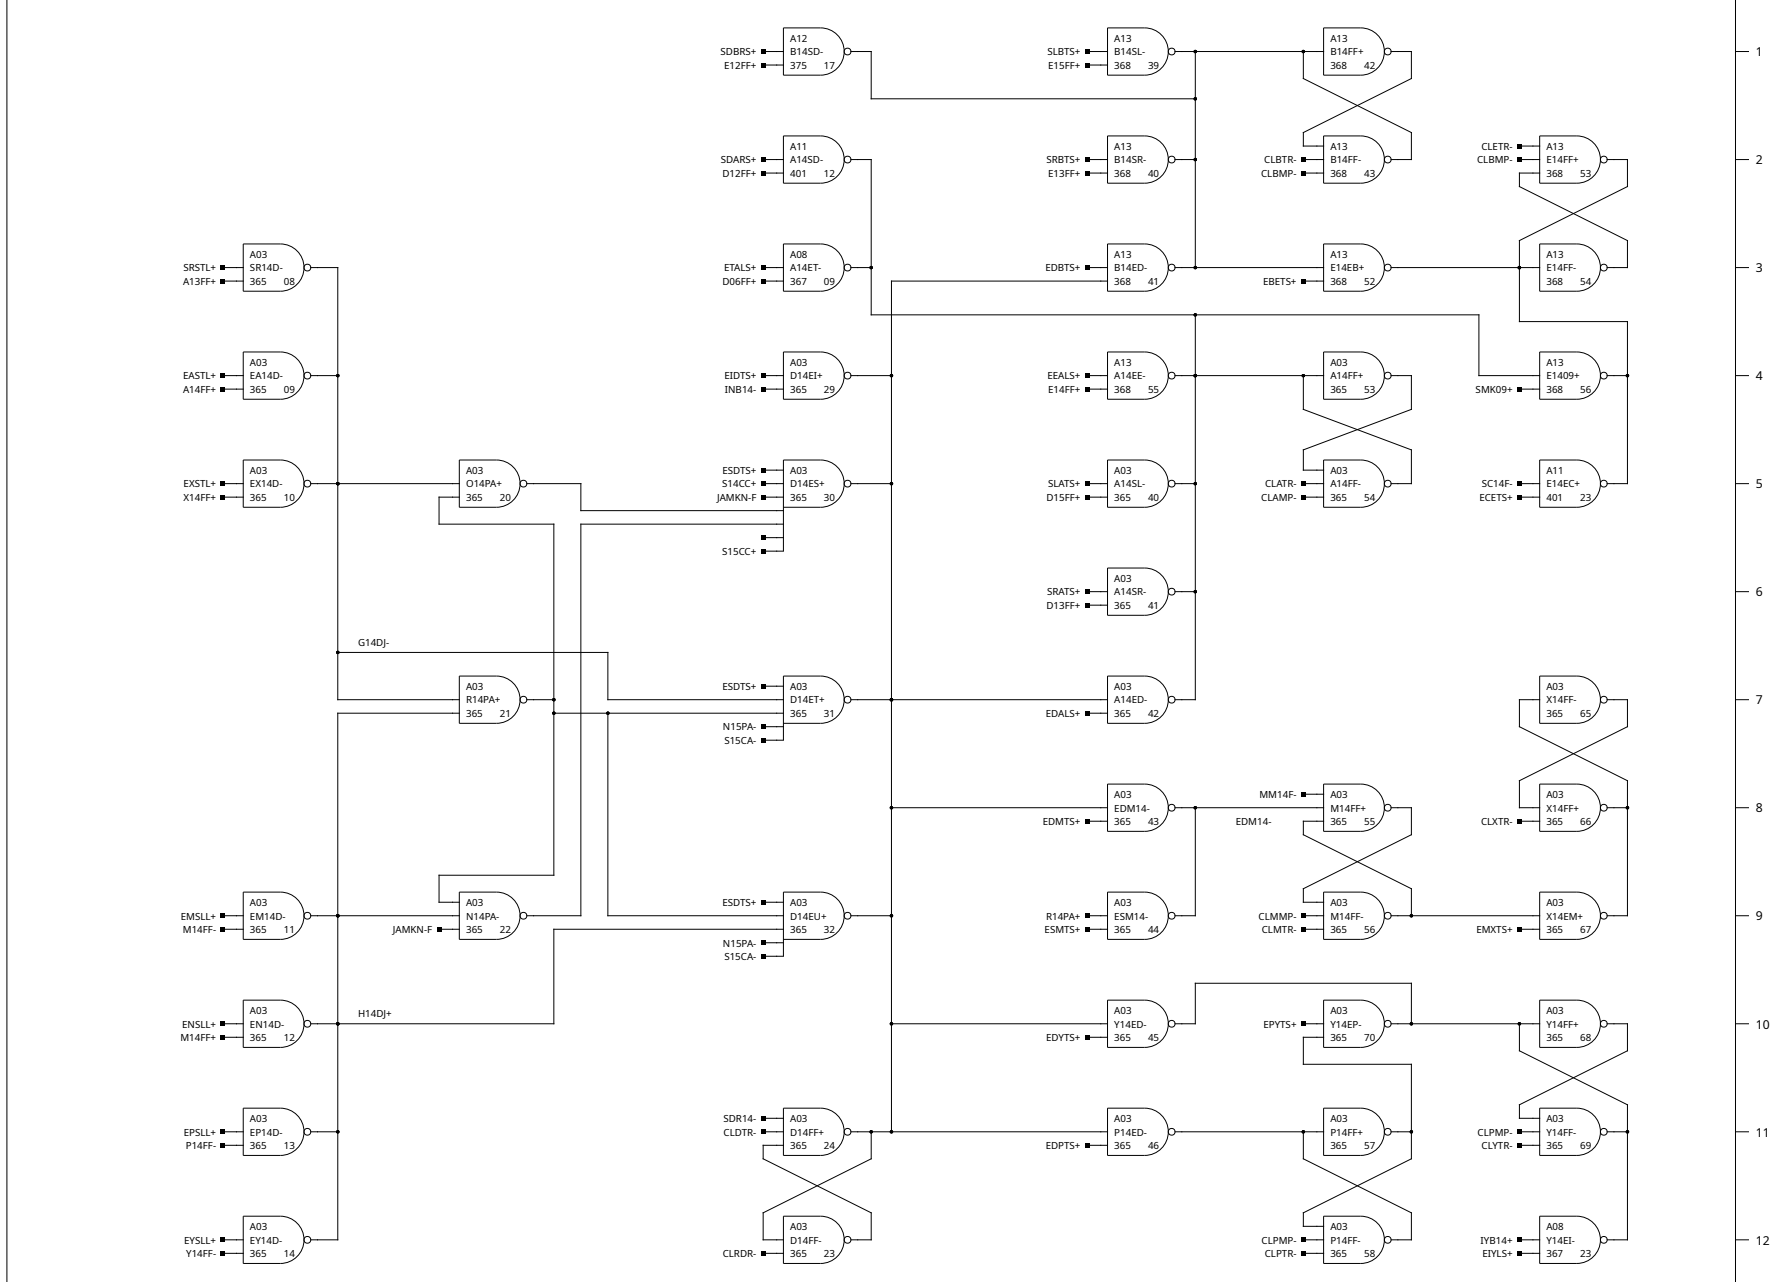 A12
SDBRS+ B14SD-
E12FF+ 375 17
A13
SLBTS+ B14SL-
E15FF+ 368 39
A13
B14FF+
368 42
1
A11
SDARS+ A14SD-
D12FF+ 401 12
A13
SRBTS+ B14SR-
E13FF+ 368 40
A13
CLBTR- B14FF-
CLBMP- 368 43
CLETR- A13
CLBMP- E14FF+
368 53
2
A03
SRSTL+ SR14D-
A13FF+ 365 08
A08
ETALS+ A14ET-
D06FF+ 367 09
A13
EDBTS+ B14ED-
368 41
A13
E14EB+
EBETS+ 368 52
A13
E14FF-
368 54
3
A03
EASTL+ EA14D-
A14FF+ 365 09
A03
EIDTS+ D14EI+
INB14- 365 29
A13
EEALS+ A14EE-
E14FF+ 368 55
A03
A14FF+
365 53
A13
E1409+
SMK09+ 368 56
4
A03
EXSTL+ EX14D-
X14FF+ 365 10
A03
O14PA+
365 20
ESDTS+ A03
S14CC+ D14ES+
JAMKN-F 365 30
S15CC+
A03
SLATS+ A14SL-
D15FF+ 365 40
A03
CLATR- A14FF-
CLAMP- 365 54
A11
SC14F- E14EC+
ECETS+ 401 23
5
A03
SRATS+ A14SR-
D13FF+ 365 41
6
G14DJ-
A03
R14PA+
365 21
ESDTS+ A03
D14ET+
365 31
N15PA-
S15CA-
A03
A14ED-
EDALS+ 365 42
A03
X14FF-
365 65
7
A03
EDM14-
EDMTS+ 365 43
EDM14-
MM14F- A03
M14FF+
365 55
A03
X14FF+
CLXTR- 365 66
8
A03
EMSLL+ EM14D-
M14FF- 365 11
A03
N14PA-
JAMKN-F 365 22
ESDTS+ A03
D14EU+
365 32
N15PA-
S15CA-
A03
R14PA+ ESM14-
ESMTS+ 365 44
A03
CLMMP- M14FF-
CLMTR- 365 56
A03
X14EM+
EMXTS+ 365 67
9
A03
ENSLL+ EN14D-
M14FF+ 365 12
H14DJ+
A03
Y14ED-
EDYTS+ 365 45
A03
EPYTS+ Y14EP-
365 70
A03
Y14FF+
365 68
10
A03
EPSLL+ EP14D-
P14FF- 365 13
SDR14- A03
CLDTR- D14FF+
365 24
A03
P14ED-
EDPTS+ 365 46
A03
P14FF+
365 57
A03
CLPMP- Y14FF-
CLYTR- 365 69
11
A03
EYSLL+ EY14D-
Y14FF- 365 14
A03
D14FF-
CLRDR- 365 23
A03
CLPMP- P14FF-
CLPTR- 365 58
A08
IYB14+ Y14EI-
EIYLS+ 367 23
12